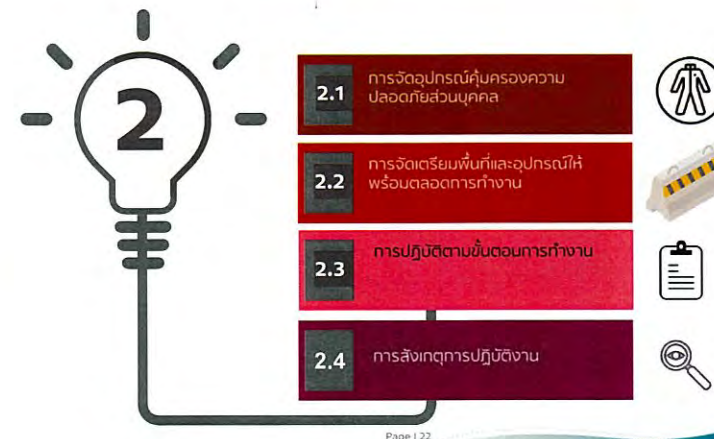 2
2.1
การจัดอุปกรณ์คุ้มครองความ
ปลอดภัยส่วนบุคคล
2.2
การจัดเตรียมพื้นที่และอุปกรณ์ให้
พร้อมตลอดการทำงาน
2.3
การปฏิบัติตามขั้นตอนการทำงาน
2.4
การสังเกตุการปฏิบัติงาน
Page | 22